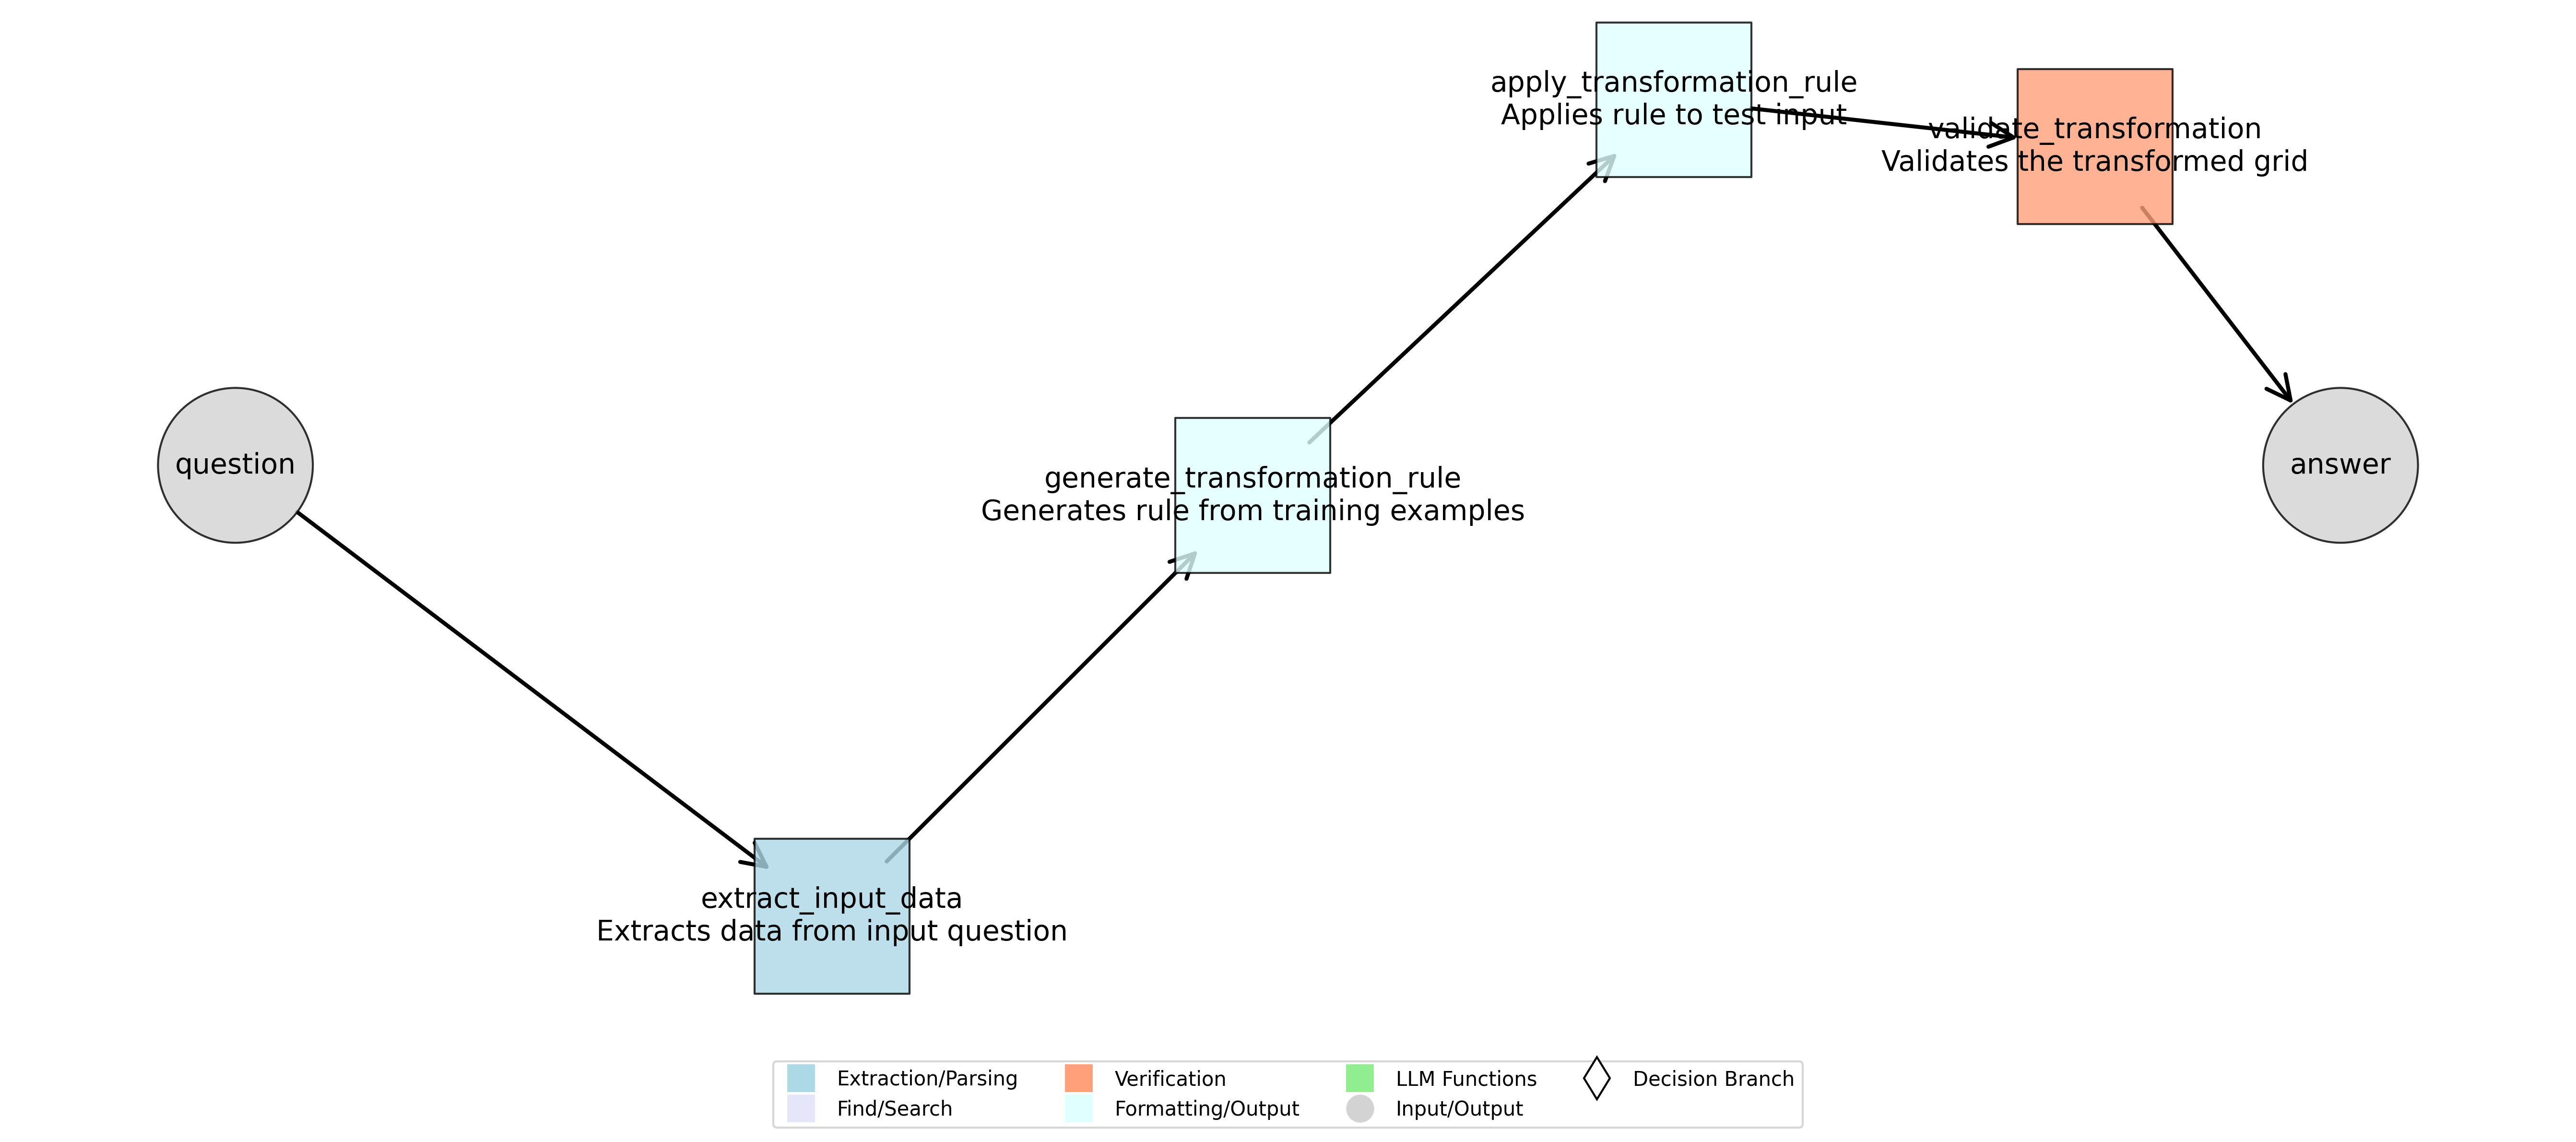 apply_transformation_rule
Applies rule to test input
validate_transformation
Validates the transformed grid
question
generate_transformation_rule
Generates rule from training examples
answer
extract_input_data
Extracts data from input question
Extraction/Parsing
Find/Search
Verification
Formatting/Output
LLM Functions
Input/Output
Decision Branch